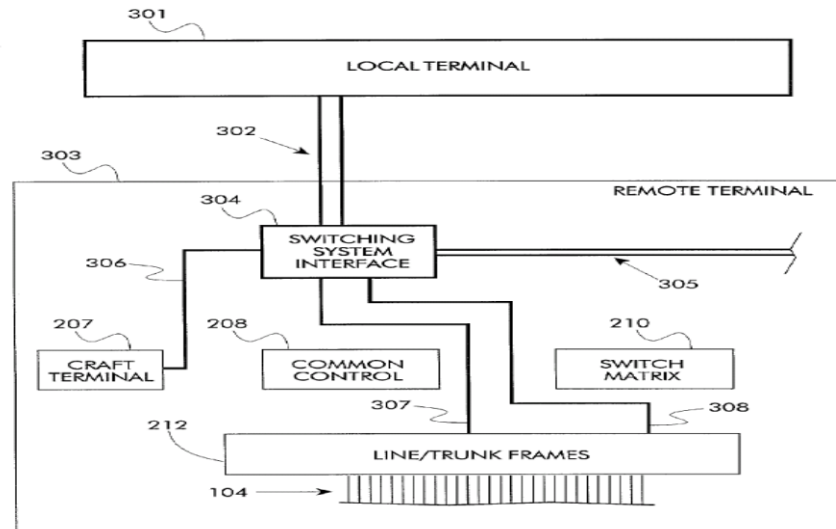 301
LOCAL TERMINAL
302
303
REMOTE TERMINAL
304
SWITCHING
SYSTEM
INTERFACE
306
305
207
208
210
CRAFT
TERMINAL
COMMON
CONTROL
SWITCH
MATRIX
307
308
212
LINE/TRUNK FRAMES
104